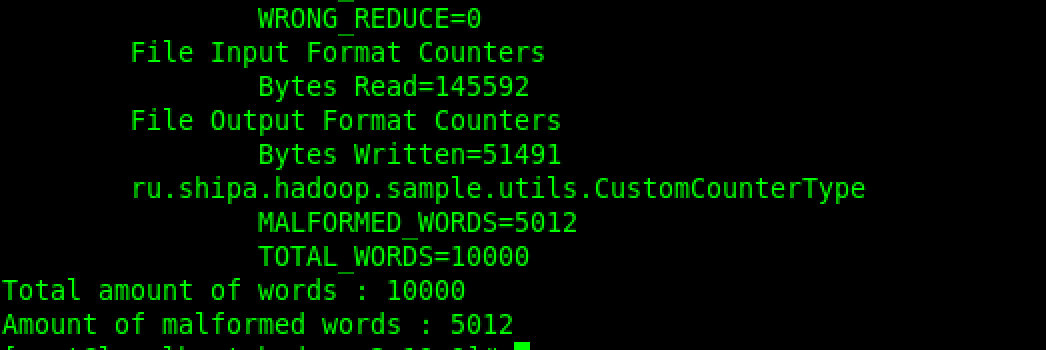 WRONG_REDUCE=0
File Input Format Counters
Bytes Read=145592
File Output Format Counters
Bytes Written=51491
ru.shipa.hadoop.sample.utils.CustomCounterType
MALFORMED_WORDS=5012
TOTAL_WORDS=10000
Total amount of words : 10000
Amount of malformed words : 5012